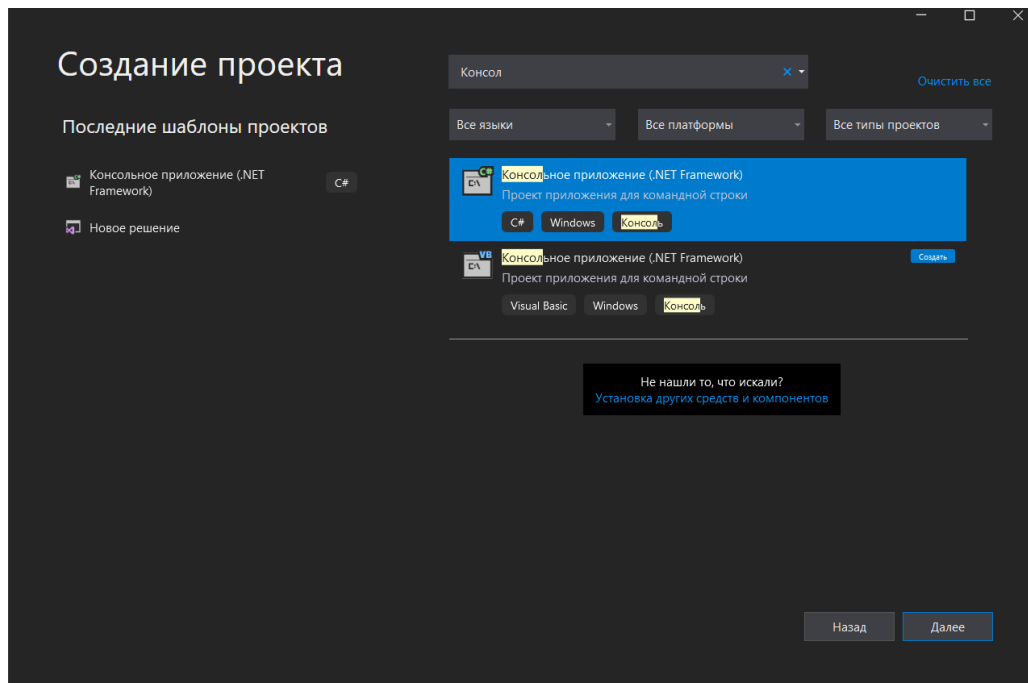 Создание проекта
Последние шаблоны проектов
Консольное приложение (.NET
Framework)
C#
Новое решение
Консол
Очистить все
Все языки
Все платформы
Все типы проектов
C#
C:\
Консольное приложение (.NET Framework)
Проект приложения для командной строки
C#
Windows
Консоль
VB
C:\
Консольное приложение (.NET Framework)
Создать
Проект приложения для командной строки
Visual Basic
Windows
Консоль
Не нашли то, что искали?
Установка других средств и компонентов
Назад
Далее